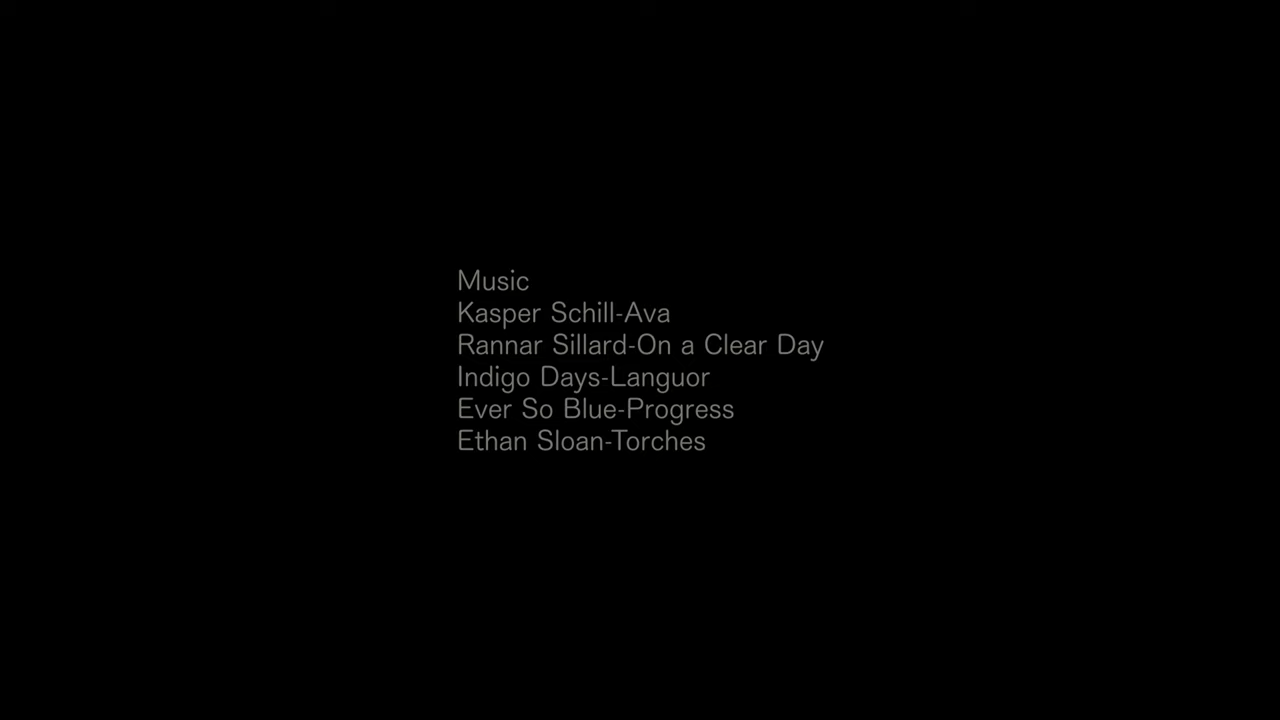 Music
Kasper Schill-Ava
Rannar Sillard-On a Clear Day
Indigo Days-Languor
Ever So Blue-Progress
Ethan Sloan-Torches